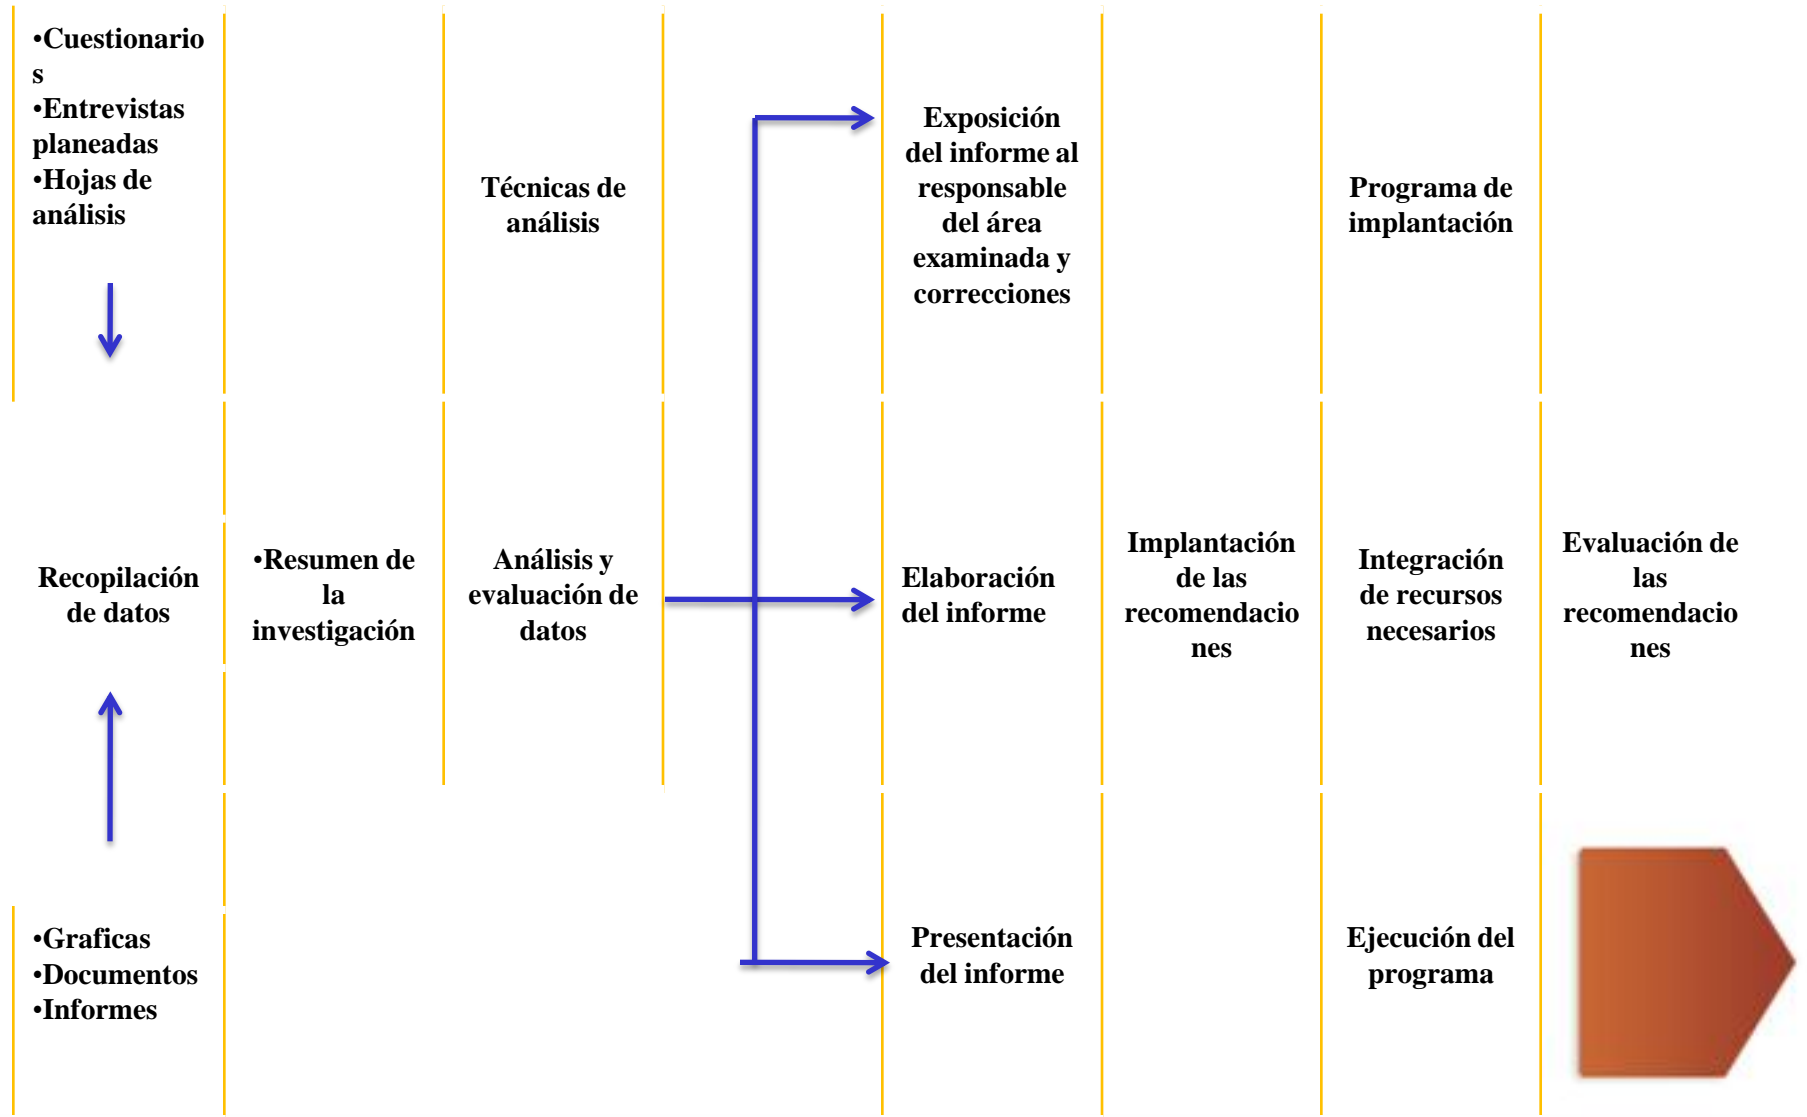 •Cuestionario
s
•Entrevistas
planeadas
•Hojas de
análisis
Técnicas de
análisis
Exposición
del informe al
responsable
del área
examinada y
correcciones
Programa de
implantación
Recopilación
de datos
•Resumen de
la
investigación
Análisis y
evaluación de
datos
Elaboración
del informe
Implantación
de las
recomendacio
nes
Integración
de recursos
necesarios
Evaluación de
las
recomendacio
nes
•Graficas
•Documentos
•Informes
Presentación
del informe
Ejecución del
programa